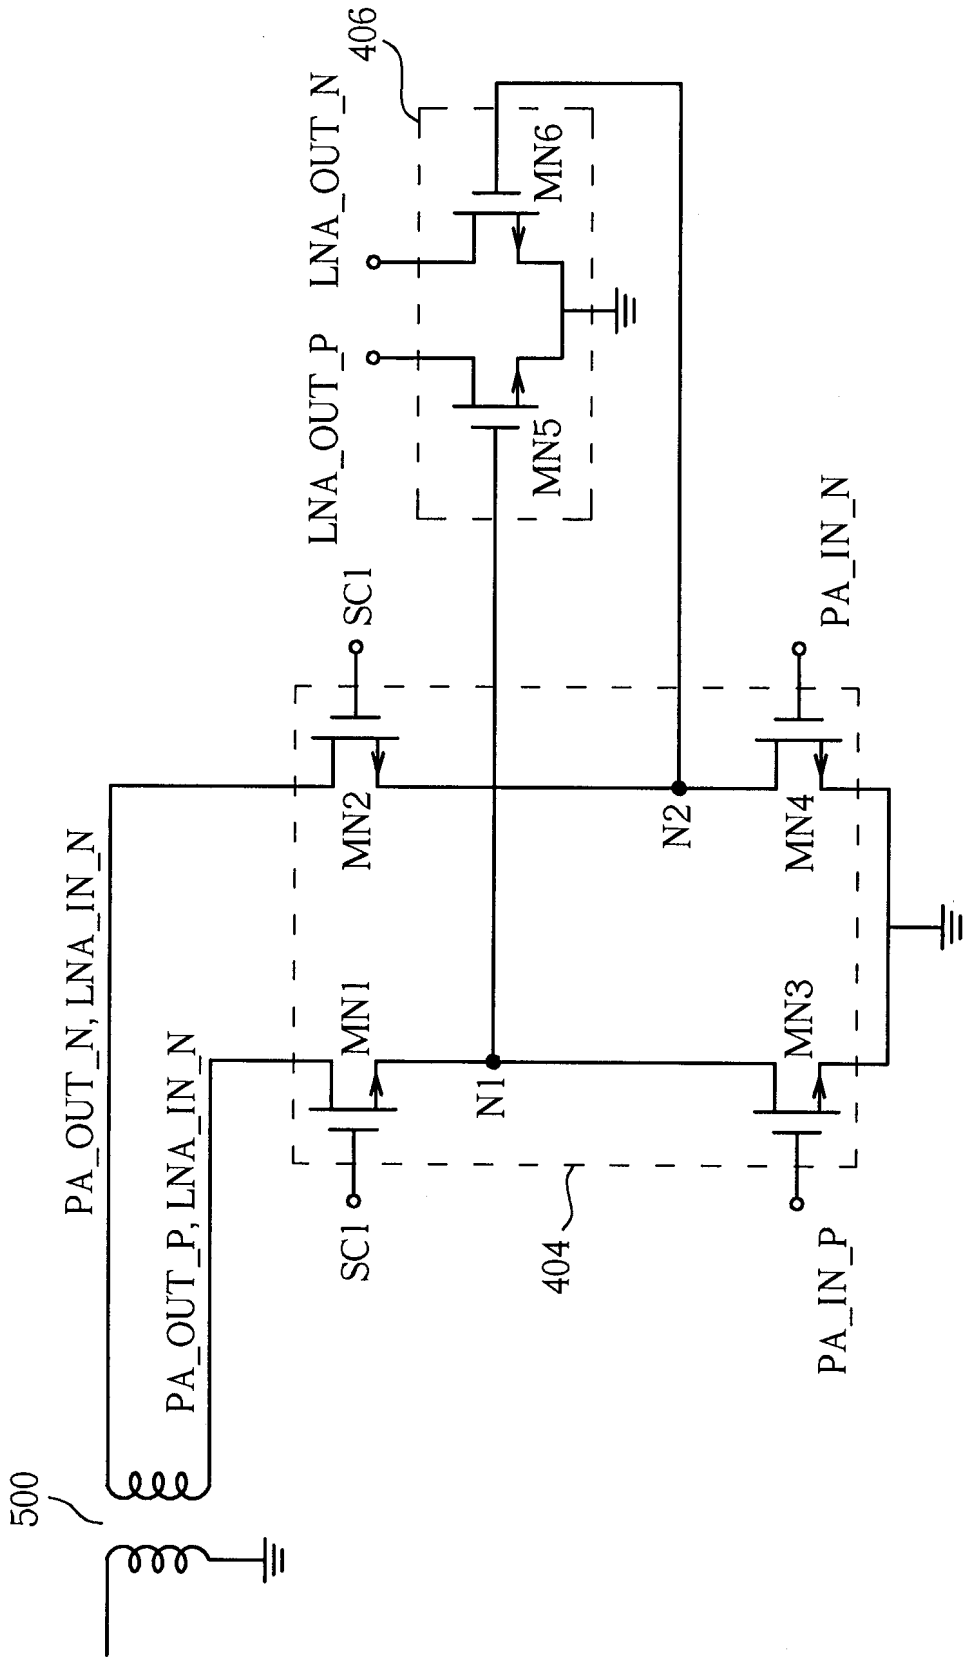 500
PA_OUT_N, LNA_IN_N
PA_OUT_P, LNA_IN_N
SC1
MN1
MN2
SC1
LNA_OUT_P
LNA_OUT_N
406
MN5
MN6
N1
N2
404
PA_IN_P
MN3
MN4
PA_IN_N